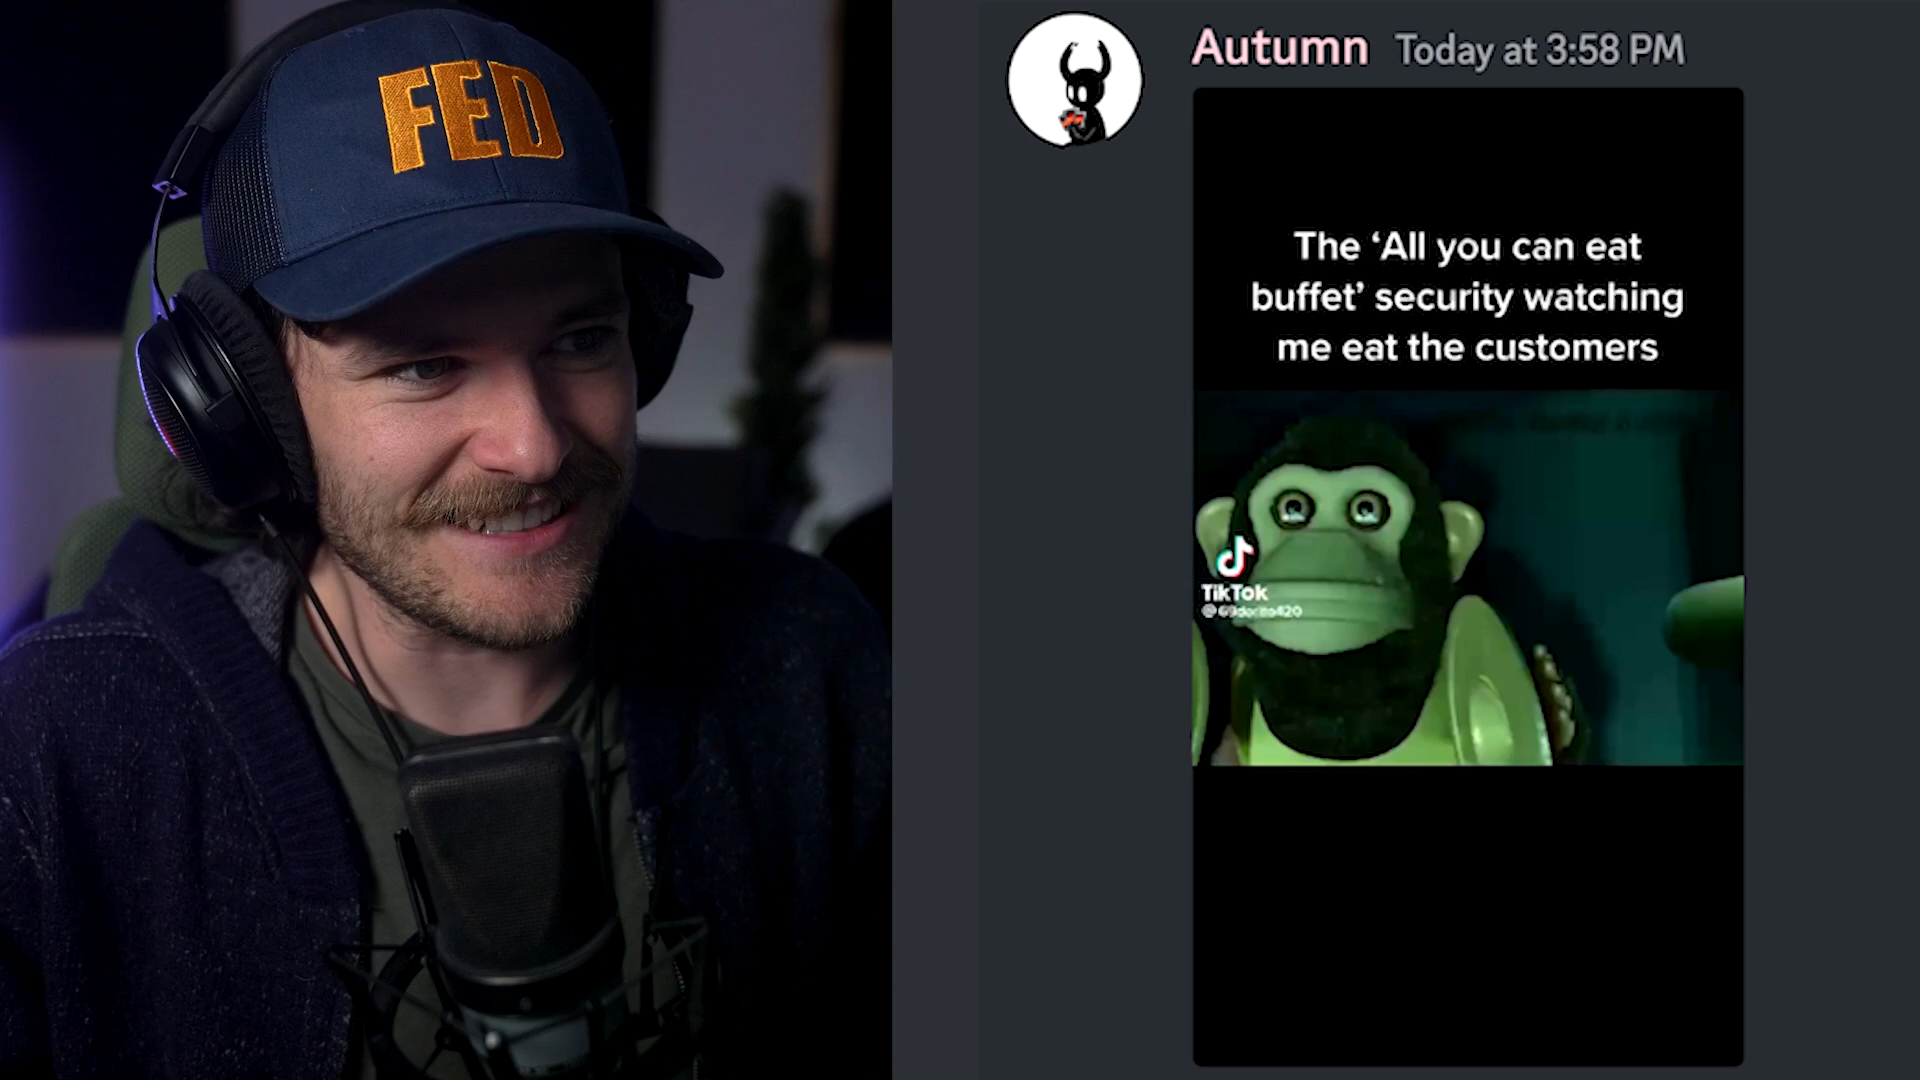 FED
Autumn Today at 3:58 PM
The ‘All you can eat
buffet’ security watching
me eat the customers
TikTok
@69dorito420